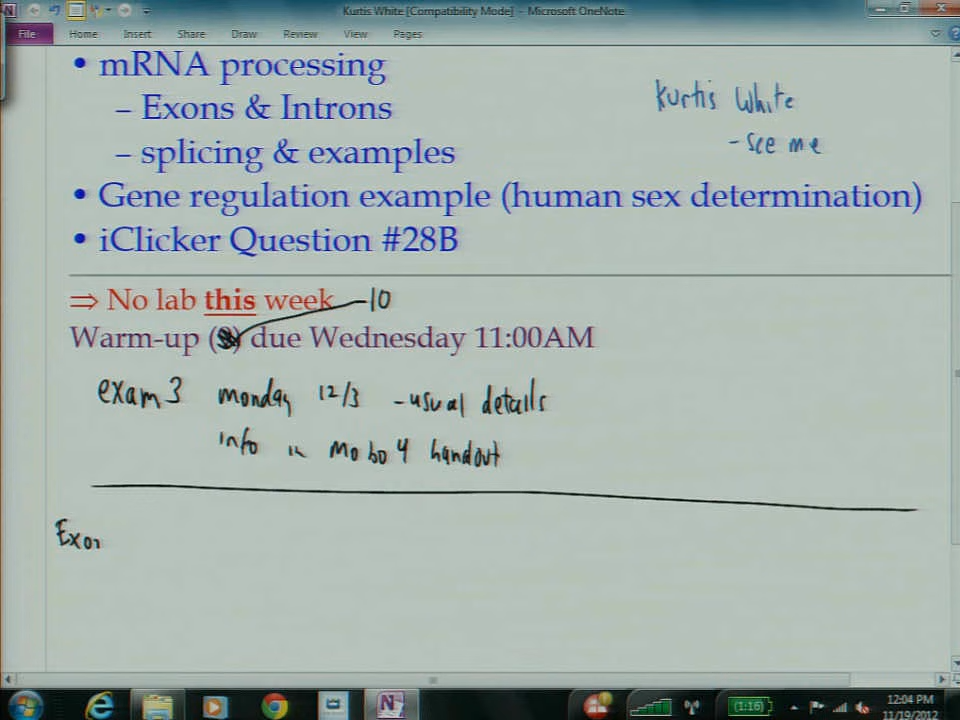 Kurtis White [Compatibility Mode] - Microsoft OneNote
File Home Insert Share Draw Review View Pages
• mRNA processing
– Exons & Introns
– splicing & examples
Kurtis White
- see me
• Gene regulation example (human sex determination)
• iClicker Question #28B
⇒ No lab this week
10
Warm-up ( ) due Wednesday 11:00AM
exam 3 monday 12/3 - usual details
info in Mobo 4 handout
Exon
(1:16)
12:04 PM
11/19/2012